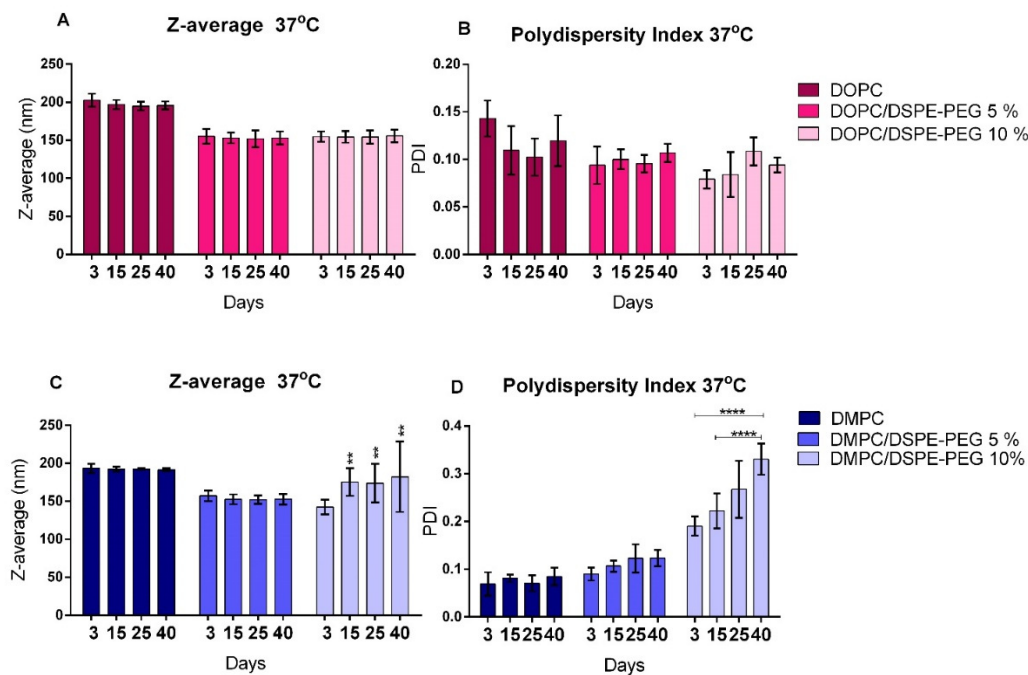 A
Z-average 37°C
Z-average (nm)
250
200
150
100
50
0
3 15 25 40 3 15 25 40 3 15 25 40
Days
B
Polydispersity Index 37°C
PDI
0.20
0.15
0.10
0.05
0.00
3 15 25 40 3 15 25 40 3 15 25 40
Days
DOPC
DOPC/DSPE-PEG 5 %
DOPC/DSPE-PEG 10 %
C
Z-average 37°C
Z-average (nm)
250
200
150
100
50
0
** ** **
3 15 25 40 3 15 25 40 3 15 25 40
Days
D
Polydispersity Index 37°C
PDI
0.4
0.3
0.2
0.1
0.0
****
****
3 15 25 40 3 15 25 40 3 15 25 40
Days
DMPC
DMPC/DSPE-PEG 5 %
DMPC/DSPE-PEG 10%